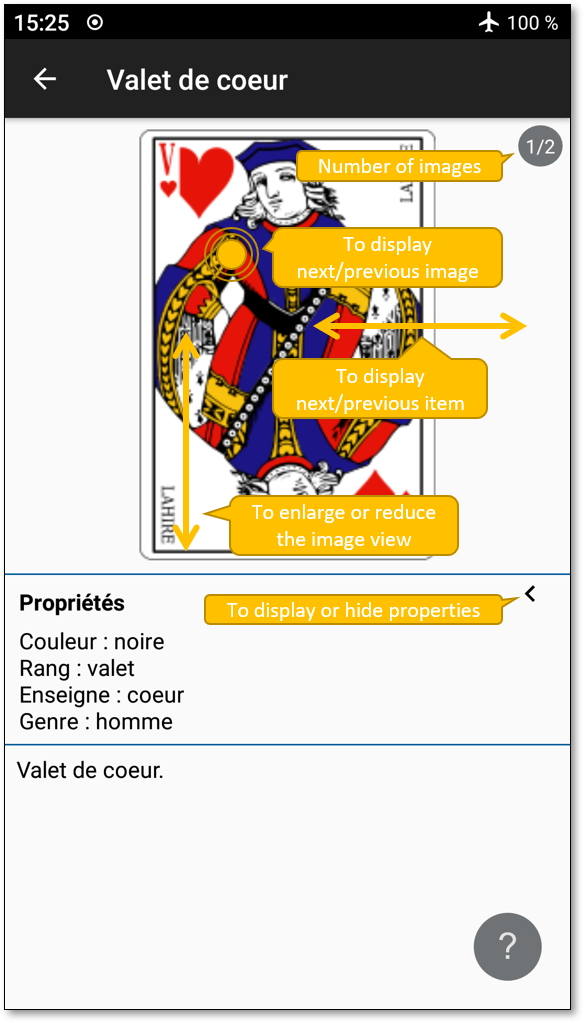 15:25 100 %
Valet de coeur
1/2
V
LA
Number of images
To display
next/previous image
To display
next/previous item
LAHIRE
To enlarge or reduce
the image view
Propriétés
To display or hide properties
Couleur : noire
Rang : valet
Enseigne : coeur
Genre : homme
Valet de coeur.
?